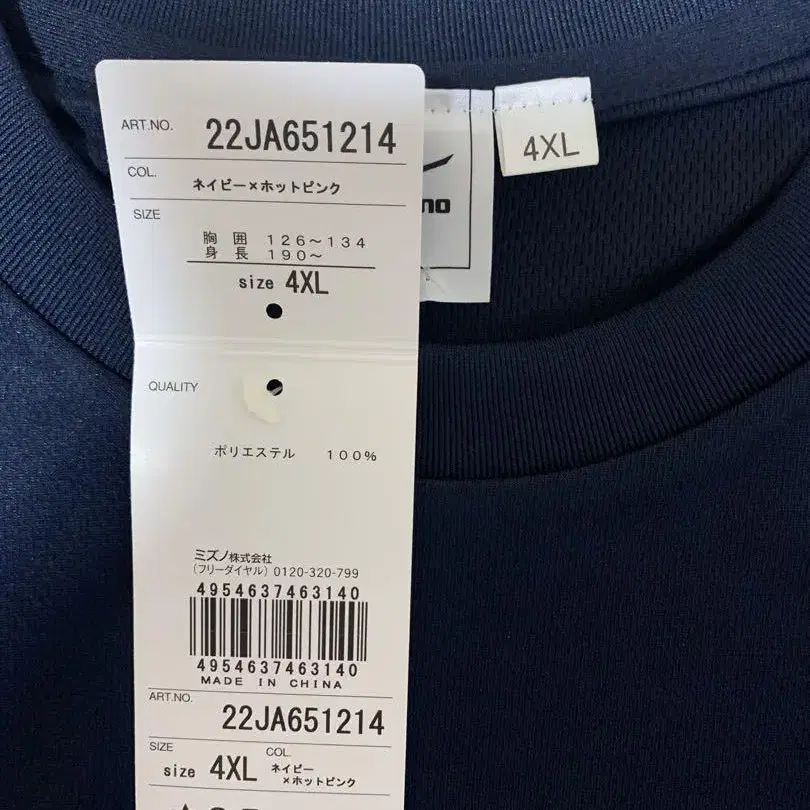 ART.NO. 22JA651214
COL. ネイビー×ホットピンク
SIZE
胸囲 126～134
身長 190～
size 4XL
QUALITY
ポリエステル 100%
ミズノ株式会社
(フリーダイヤル) 0120-320-799
4954637463140
4954637463140
MADE IN CHINA
ART.NO.
22JA651214
SIZE COL.
size 4XL ネイビー
×ホットピンク
4XL